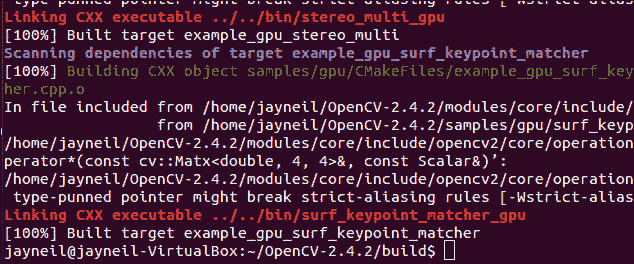 type-punned pointer might break strict-aliasing rules [-Wstrict-alias
Linking CXX executable ../../bin/stereo_multi_gpu
[100%] Built target example_gpu_stereo_multi
Scanning dependencies of target example_gpu_surf_keypoint_matcher
[100%] Building CXX object samples/gpu/CMakeFiles/example_gpu_surf_key
her.cpp.o
In file included from /home/jayneil/OpenCV-2.4.2/modules/core/include/
from /home/jayneil/OpenCV-2.4.2/samples/gpu/surf_keyp
/home/jayneil/OpenCV-2.4.2/modules/core/include/opencv2/core/operation
perator*(const cv::Matx<double, 4, 4>&, const Scalar&)’:
/home/jayneil/OpenCV-2.4.2/modules/core/include/opencv2/core/operation
type-punned pointer might break strict-aliasing rules [-Wstrict-alias
Linking CXX executable ../../bin/surf_keypoint_matcher_gpu
[100%] Built target example_gpu_surf_keypoint_matcher
jayneil@jayneil-VirtualBox:~/OpenCV-2.4.2/build$